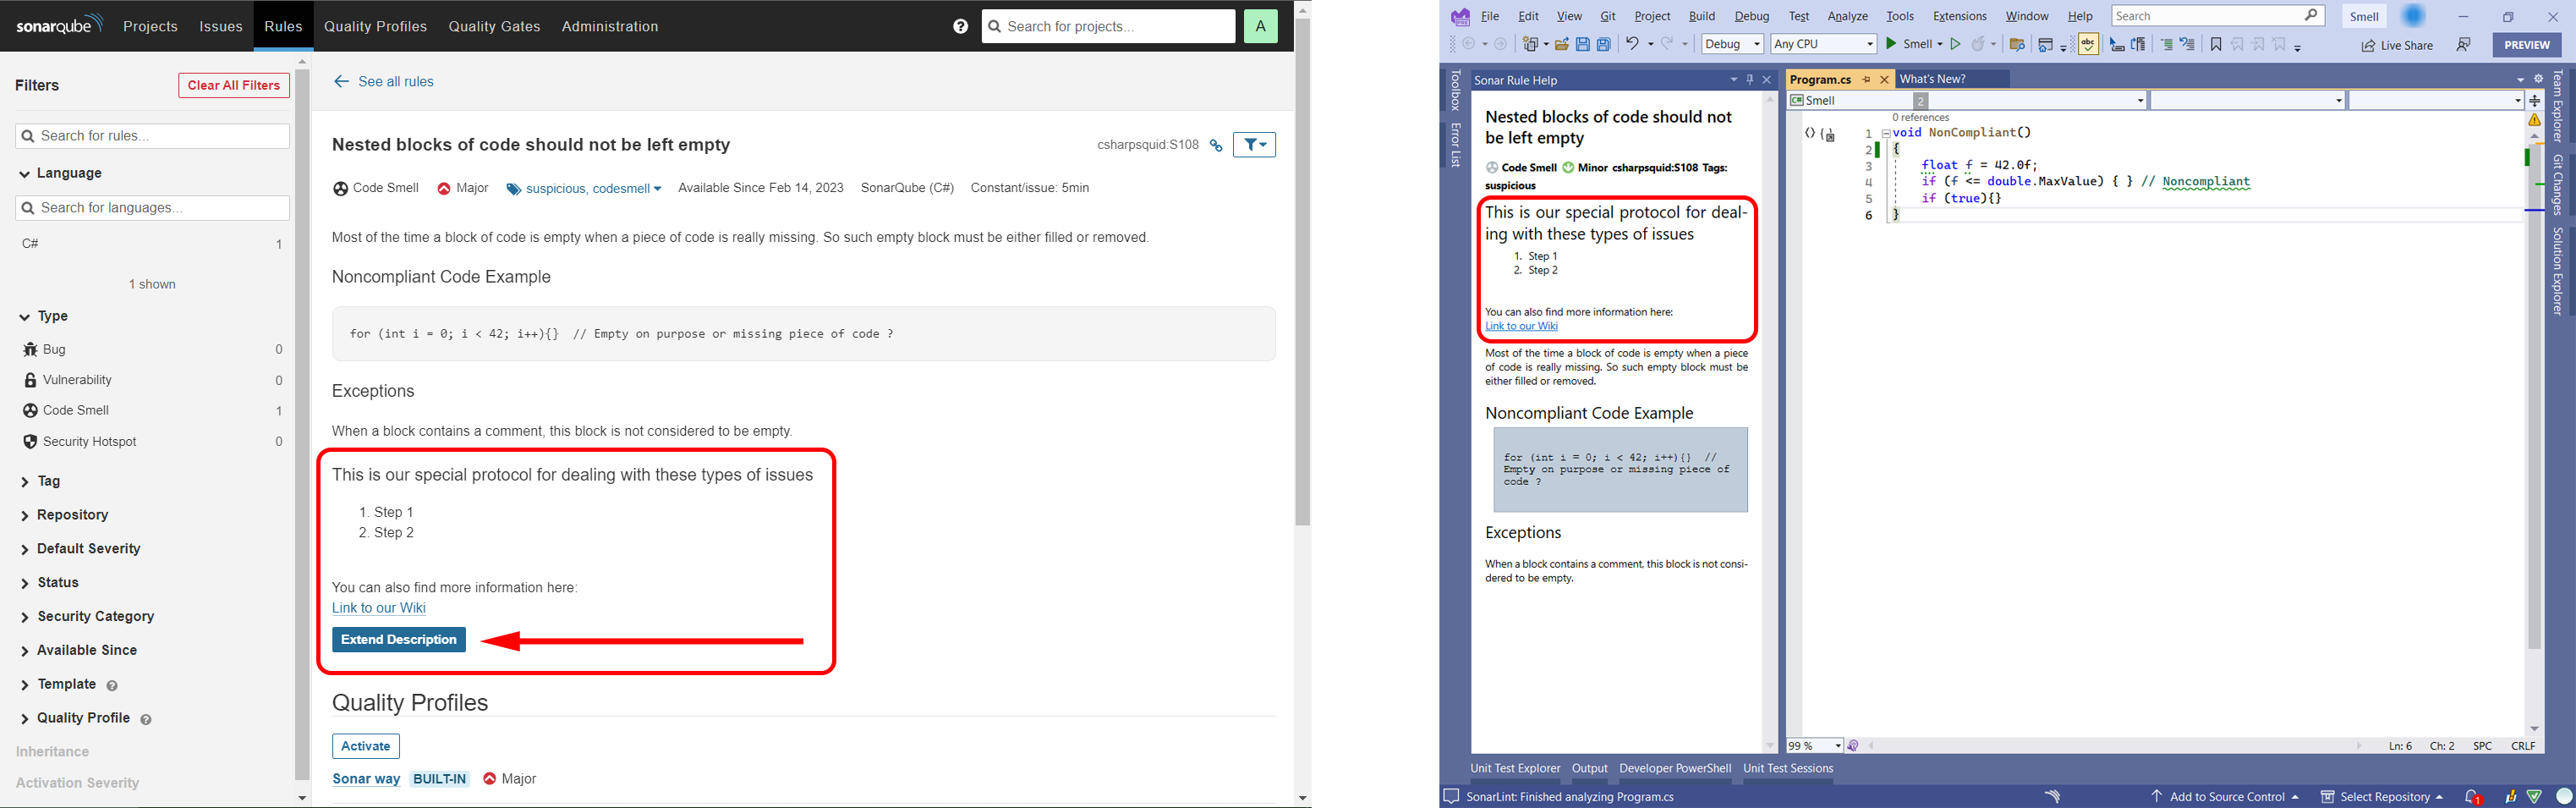 sonarqube Projects Issues Rules Quality Profiles Quality Gates Administration ? Search for projects... A
Filters Clear All Filters
Search for rules...
Language
Search for languages...
C# 1
1 shown
Type
Bug 0
Vulnerability 0
Code Smell 1
Security Hotspot 0
Tag
Repository
Default Severity
Status
Security Category
Available Since
Template ?
Quality Profile ?
Inheritance
Activation Severity
See all rules
Nested blocks of code should not be left empty csharpsquid:S108
Code Smell Major suspicious, codesmell Available Since Feb 14, 2023 SonarQube (C#) Constant/issue: 5min
Most of the time a block of code is empty when a piece of code is really missing. So such empty block must be either filled or removed.
Noncompliant Code Example
for (int i = 0; i < 42; i++){}  // Empty on purpose or missing piece of code ?
Exceptions
When a block contains a comment, this block is not considered to be empty.
This is our special protocol for dealing with these types of issues
1. Step 1
2. Step 2
You can also find more information here:
Link to our Wiki
Extend Description
Quality Profiles
Activate
Sonar way BUILT-IN Major
File Edit View Git Project Build Debug Test Analyze Tools Extensions Window Help Search Smell
Debug Any CPU Smell abc Live Share PREVIEW
Toolbox
Error List
Sonar Rule Help
Nested blocks of code should not
be left empty
Code Smell Minor csharpsquid:S108 Tags:
suspicious
This is our special protocol for deal-
ing with these types of issues
1. Step 1
2. Step 2
You can also find more information here:
Link to our Wiki
Most of the time a block of code is empty when a piece
of code is really missing. So such empty block must be
either filled or removed.
Noncompliant Code Example
for (int i = 0; i < 42; i++){}  //
Empty on purpose or missing piece of
code ?
Exceptions
When a block contains a comment, this block is not consi-
dered to be empty.
Program.cs What's New?
C# Smell 2
0 references
1 void NonCompliant()
2 {
3 float f = 42.0f;
4 if (f <= double.MaxValue) { } // Noncompliant
5 if (true){}
6 }
99 % Ln: 6 Ch: 2 SPC CRLF
Team Explorer
Git Changes
Solution Explorer
Unit Test Explorer Output Developer PowerShell Unit Test Sessions
SonarLint: Finished analyzing Program.cs Add to Source Control Select Repository 1